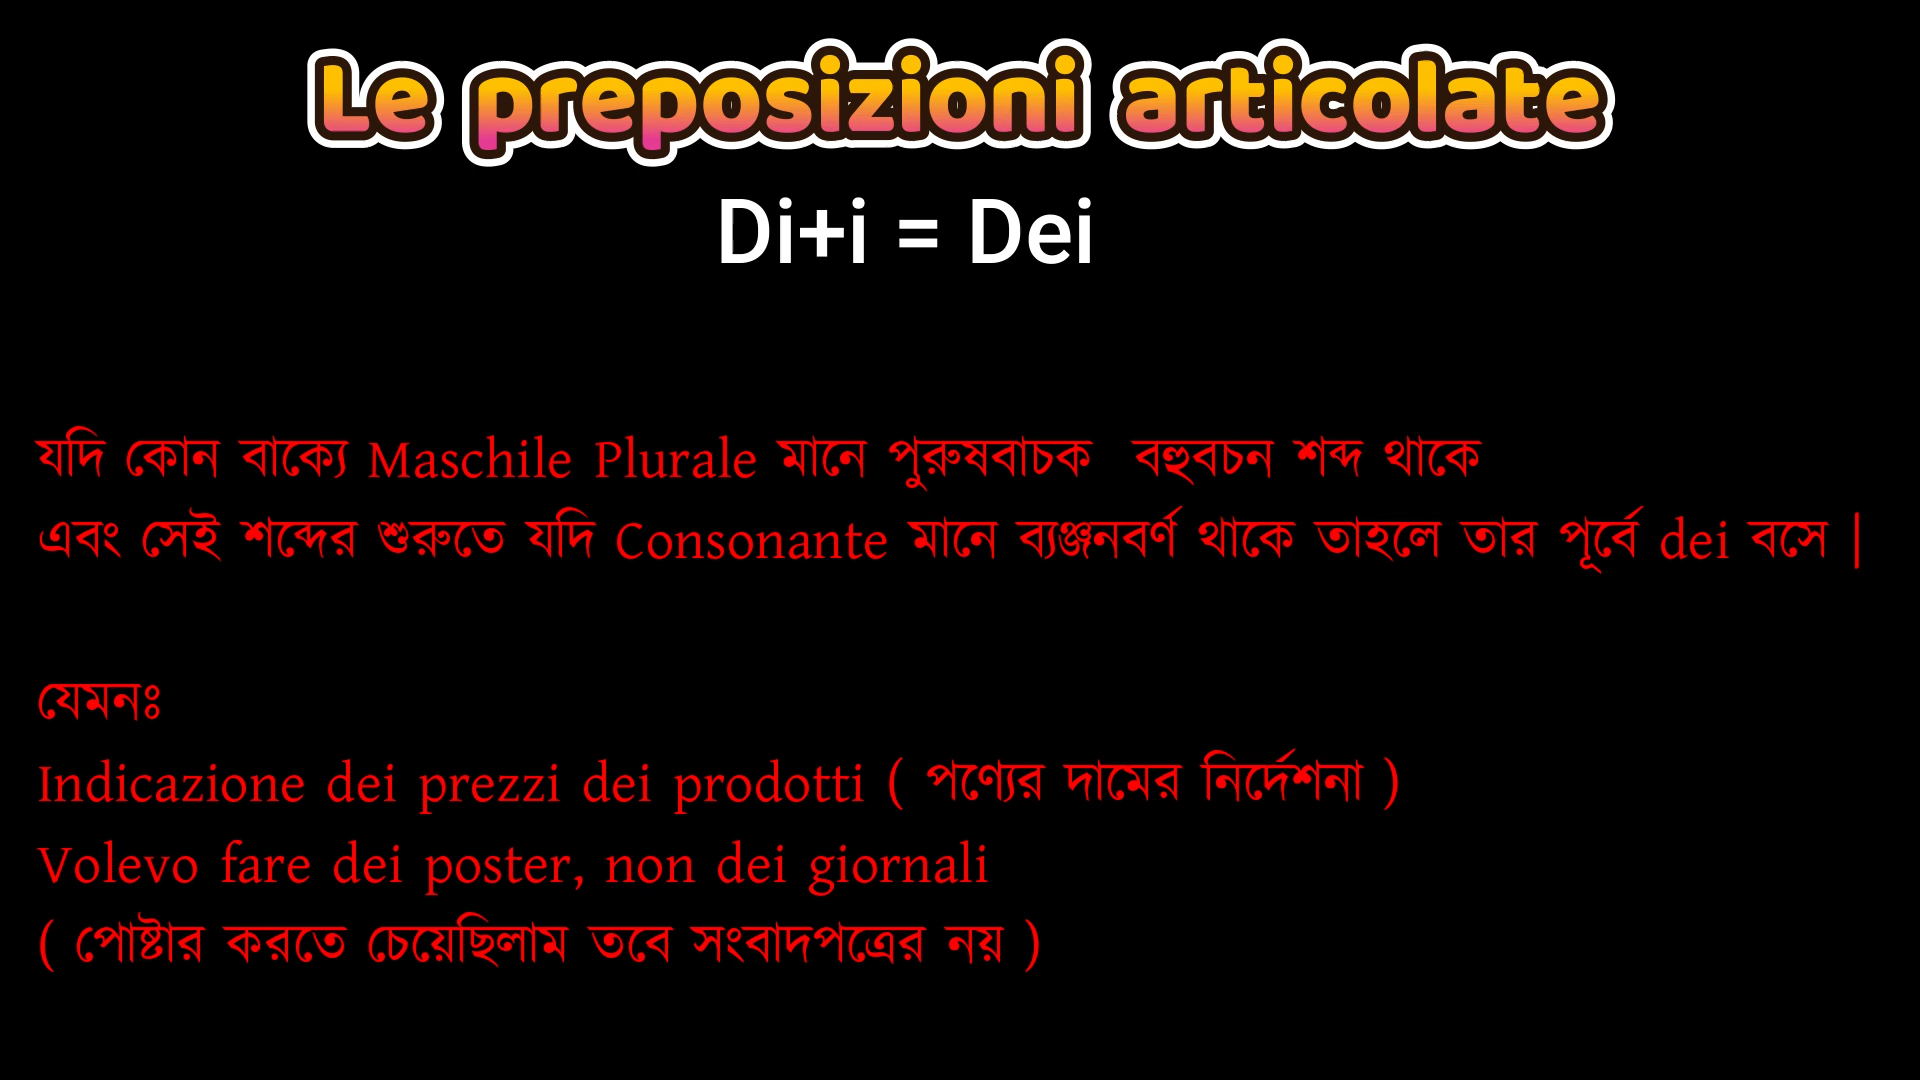 Le preposizioni articolate
Di+i = Dei
যদি কোন বাক্যে Maschile Plurale মানে পুরুষবাচক  বহুবচন শব্দ থাকে
এবং সেই শব্দের শুরুতে যদি Consonante মানে ব্যঞ্জনবর্ণ থাকে তাহলে তার পূর্বে dei বসে |
যেমনঃ
Indicazione dei prezzi dei prodotti ( পণ্যের দামের নির্দেশনা )
Volevo fare dei poster, non dei giornali
( পোষ্টার করতে চেয়েছিলাম তবে সংবাদপত্রের নয় )